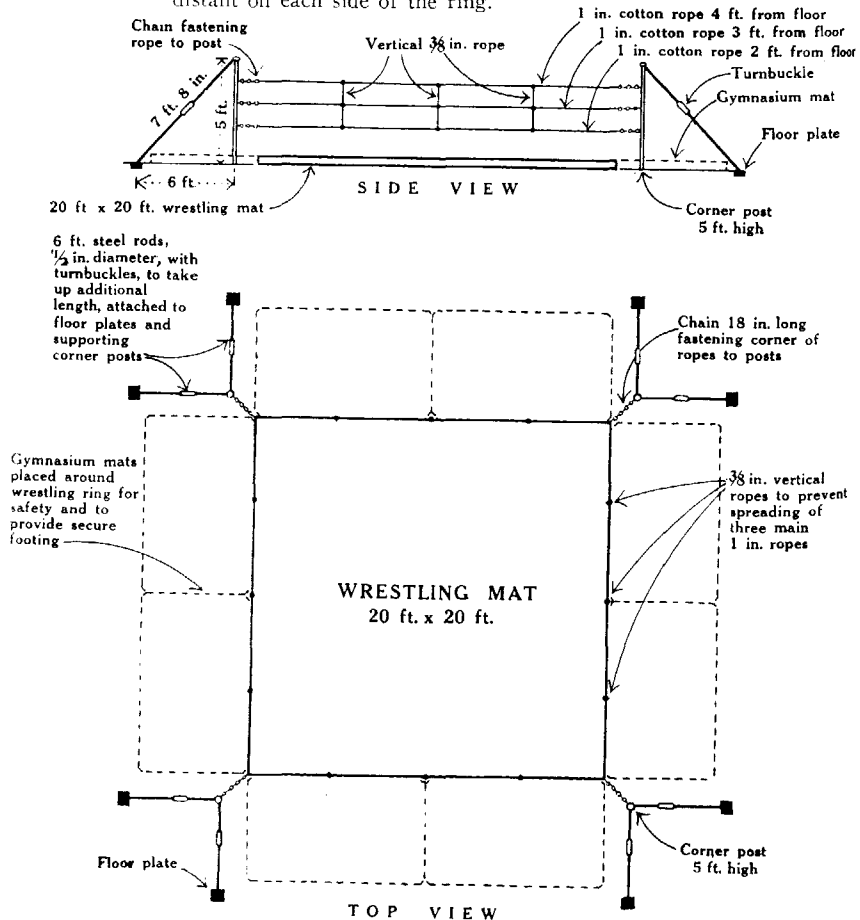 distant on each side of the ring.
Chain fastening
rope to post
Vertical ⅜ in. rope
1 in. cotton rope 4 ft. from floor
1 in. cotton rope 3 ft. from floor
1 in. cotton rope 2 ft. from floor
Turnbuckle
Gymnasium mat
Floor plate
7 ft. 8 in.
5 ft.
6 ft.
SIDE VIEW
20 ft x 20 ft. wrestling mat
Corner post
5 ft. high
6 ft. steel rods,
½ in. diameter, with
turnbuckles, to take
up additional
length, attached to
floor plates and
supporting
corner posts
Chain 18 in. long
fastening corner of
ropes to posts
Gymnasium mats
placed around
wrestling ring for
safety and to
provide secure
footing
⅜ in. vertical
ropes to prevent
spreading of
three main
1 in. ropes
WRESTLING MAT
20 ft. x 20 ft.
Floor plate
Corner post
5 ft. high
TOP VIEW